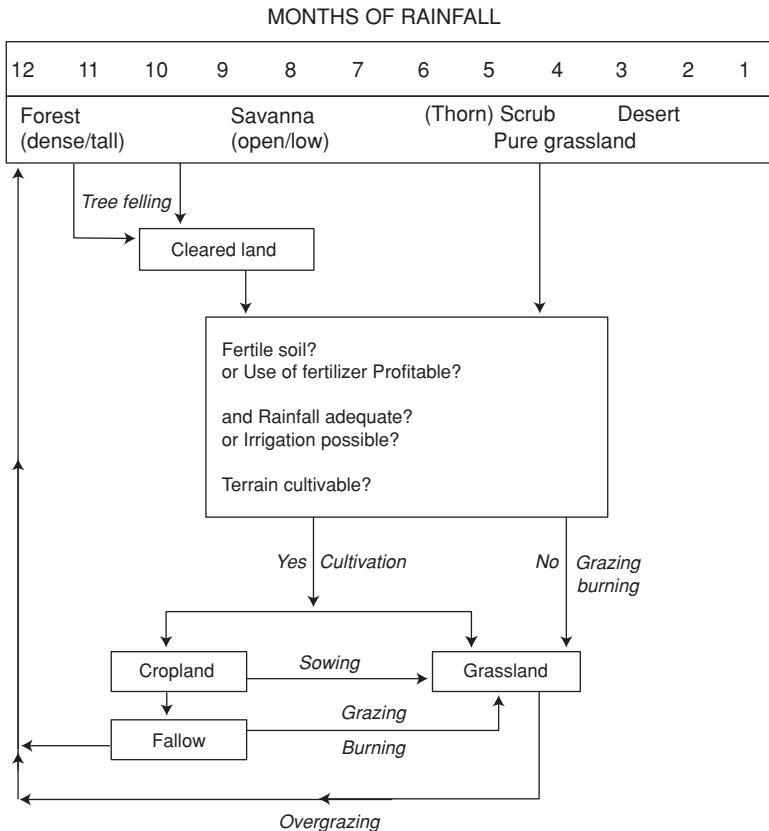 MONTHS OF RAINFALL
12 11 10 9 8 7 6 5 4 3 2 1
Forest Savanna (Thorn) Scrub Desert
(dense/tall) (open/low) Pure grassland
Tree felling
Cleared land
Fertile soil?
or Use of fertilizer Profitable?
and Rainfall adequate?
or Irrigation possible?
Terrain cultivable?
Yes Cultivation No Grazing
burning
Cropland Sowing Grassland
Grazing
Fallow
Burning
Overgrazing